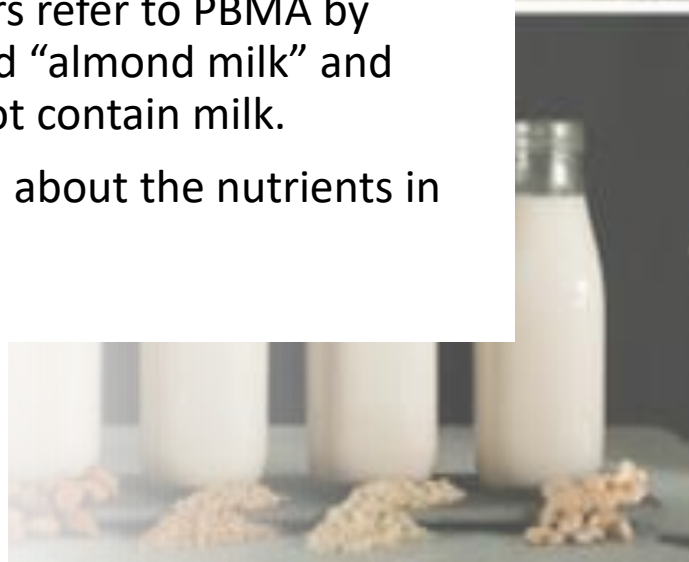 rs refer to PBMA by
d “almond milk” and
ot contain milk.
about the nutrients in